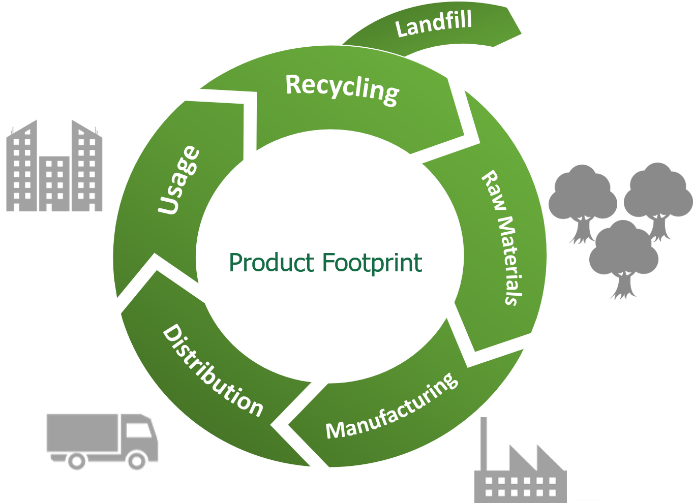 Landfill
Recycling
Raw Materials
Manufacturing
Distribution
Usage
Product Footprint